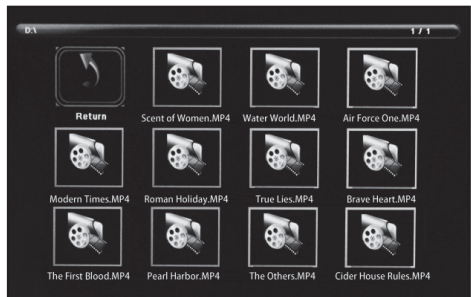 D:\ 1 / 1
Return Scent of Women.MP4 Water World.MP4 Air Force One.MP4
Modern Times.MP4 Roman Holiday.MP4 True Lies.MP4 Brave Heart.MP4
The First Blood.MP4 Pearl Harbor.MP4 The Others.MP4 Cider House Rules.MP4